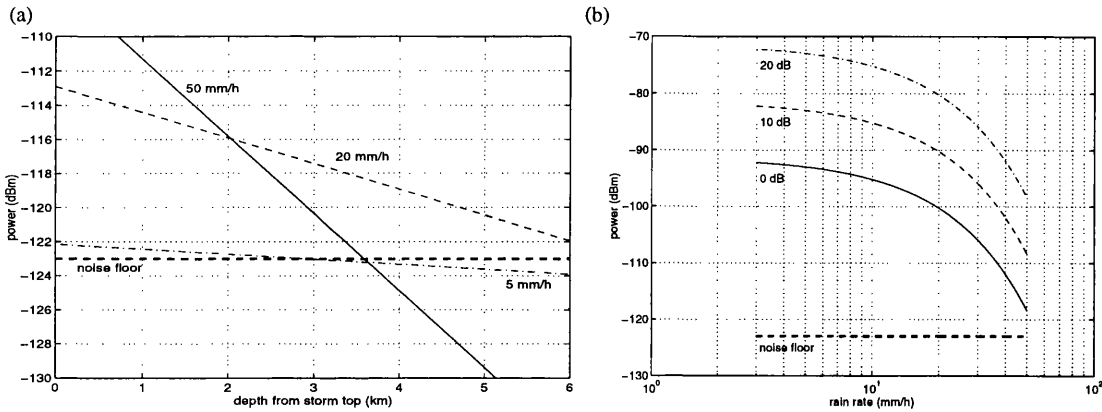 (a)
-110
-112
-114
-116
-118
-120
-122
-124
-126
-128
-130
power (dBm)
50 mm/h
20 mm/h
noise floor
5 mm/h
0 1 2 3 4 5 6
depth from storm top (km)
(b)
-70
-80
-90
-100
-110
-120
-130
power (dBm)
20 dB
10 dB
0 dB
noise floor
10⁰ 10¹ 10²
rain rate (mm/h)